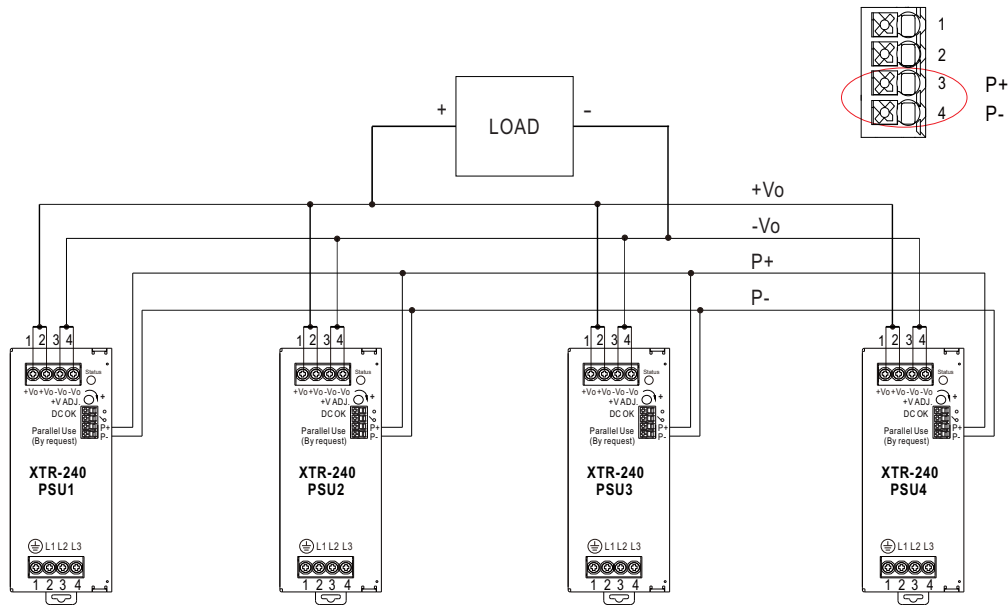 1
2
3 P+
4 P-
+ LOAD -
+Vo
-Vo
P+
P-
1 2 3 4
Status
+Vo +Vo -Vo -Vo
+V ADJ. +
DC OK
Parallel Use P+
(By request) P-
XTR-240
PSU1
L1 L2 L3
1 2 3 4
1 2 3 4
Status
+Vo +Vo -Vo -Vo
+V ADJ. +
DC OK
Parallel Use P+
(By request) P-
XTR-240
PSU2
L1 L2 L3
1 2 3 4
1 2 3 4
Status
+Vo +Vo -Vo -Vo
+V ADJ. +
DC OK
Parallel Use P+
(By request) P-
XTR-240
PSU3
L1 L2 L3
1 2 3 4
1 2 3 4
Status
+Vo +Vo -Vo -Vo
+V ADJ. +
DC OK
Parallel Use P+
(By request) P-
XTR-240
PSU4
L1 L2 L3
1 2 3 4